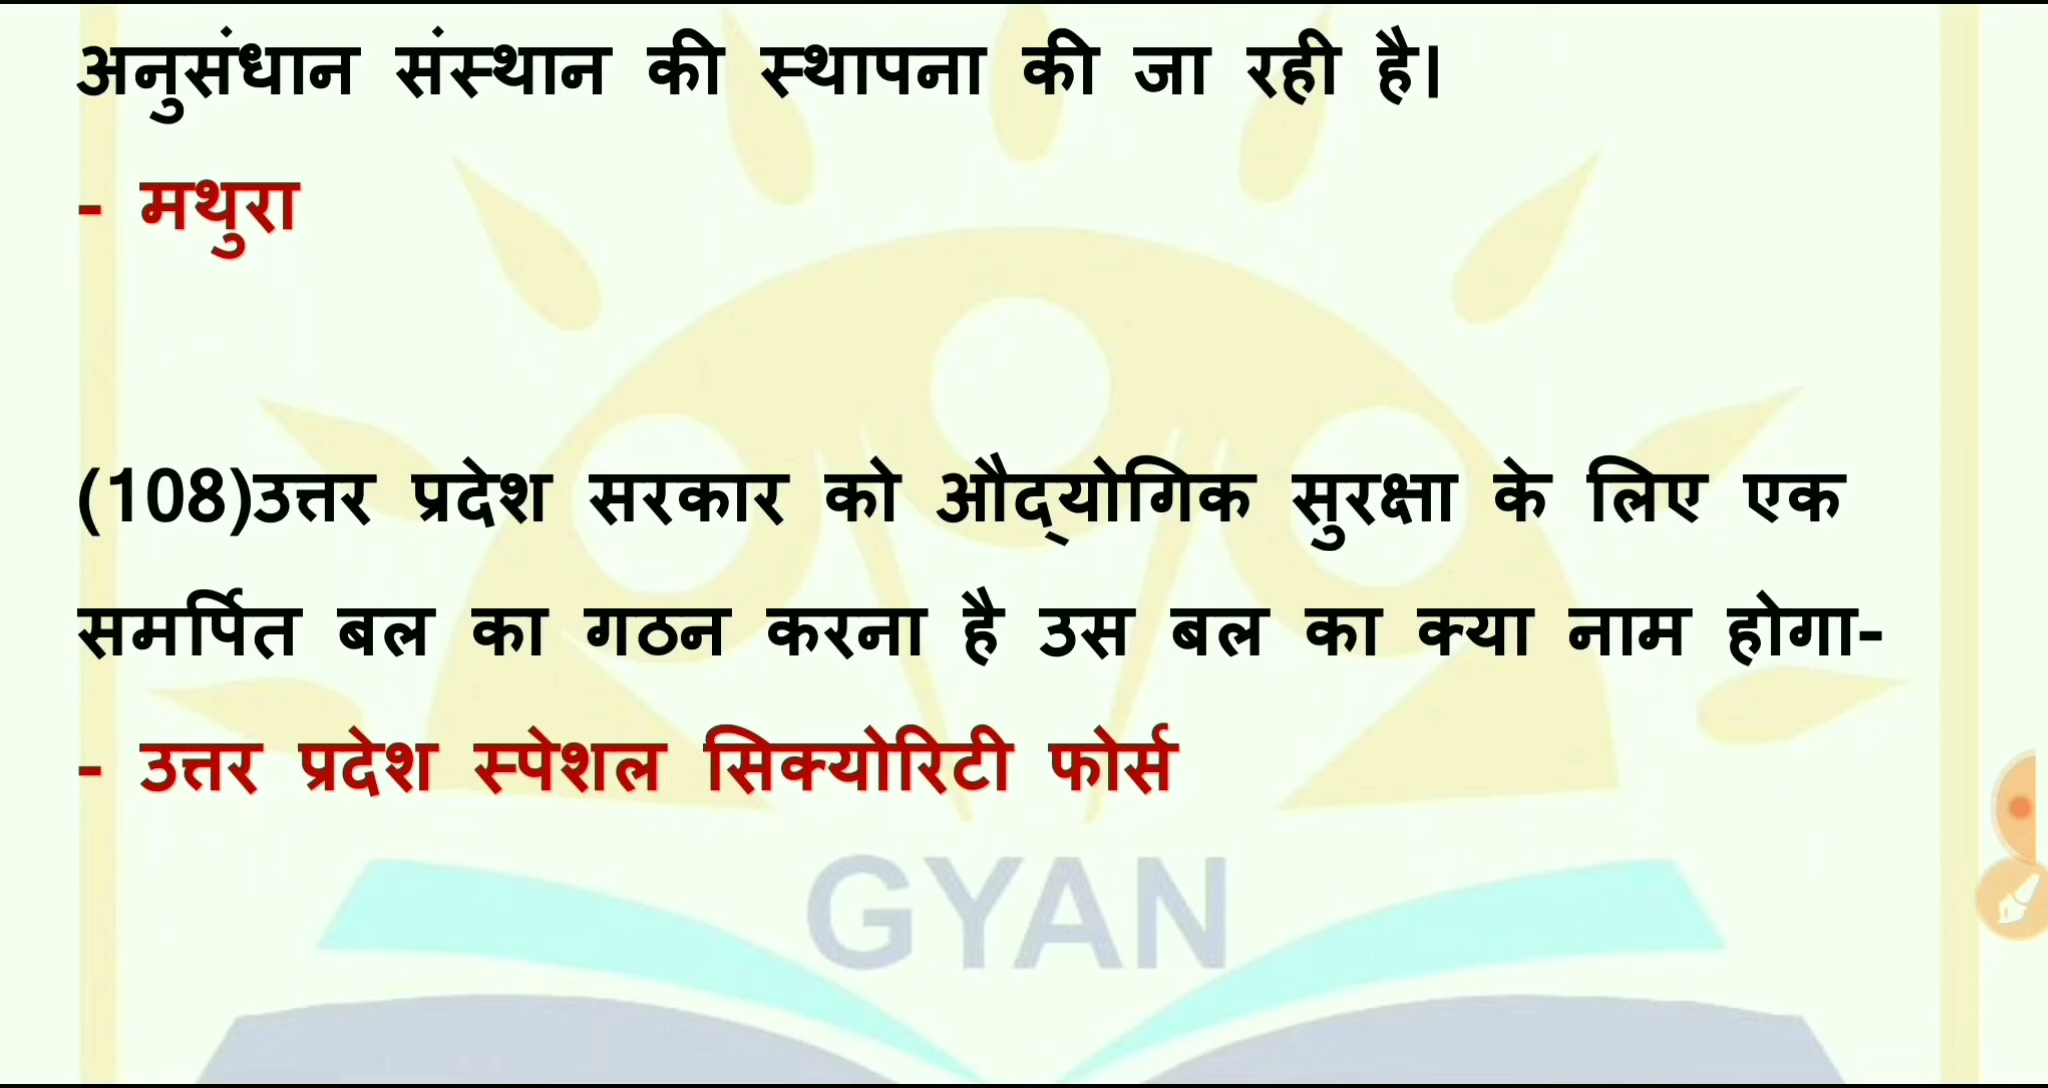 अनुसंधान संस्थान की स्थापना की जा रही है।
- मथुरा
(108)उत्तर प्रदेश सरकार को औद्‌योगिक सुरक्षा के लिए एक
समर्पित बल का गठन करना है उस बल का क्या नाम होगा-
- उत्तर प्रदेश स्पेशल सिक्योरिटी फोर्स
GYAN